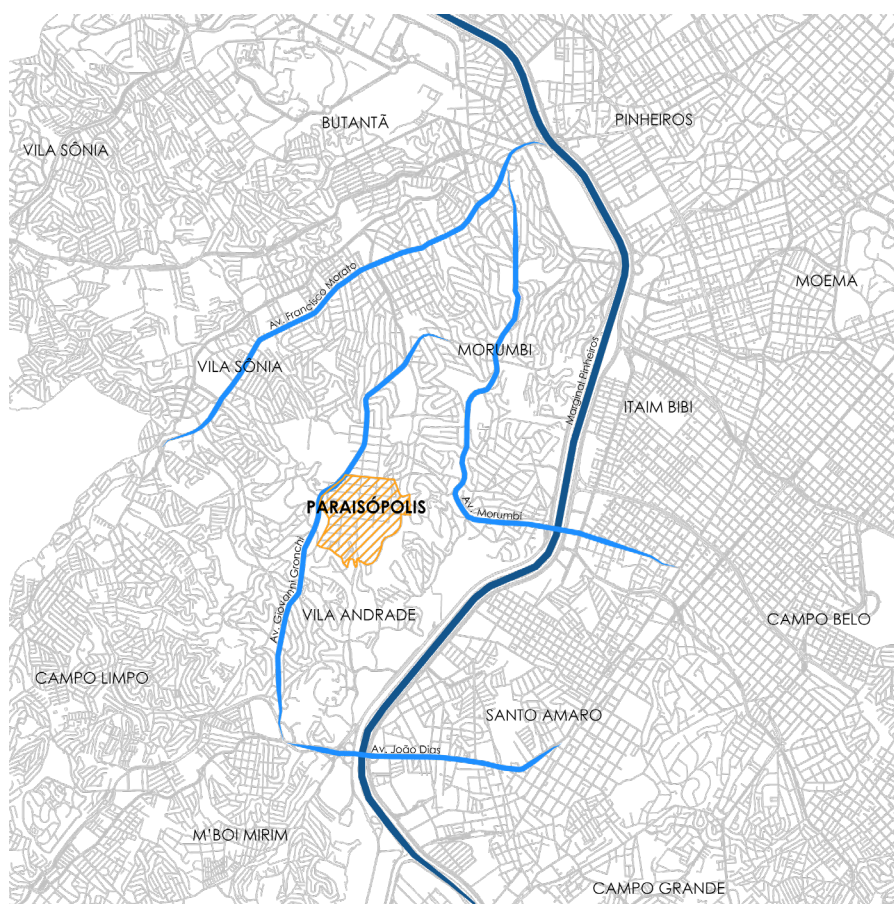 PINHEIROS
BUTANTÃ
VILA SÔNIA
Av. Francisco Morato
MOEMA
MORUMBI
VILA SÔNIA
Marginal Pinheiros
ITAIM BIBI
PARAISÓPOLIS
Av. Morumbi
Av. Giovanni Gronchi
VILA ANDRADE
CAMPO BELO
CAMPO LIMPO
SANTO AMARO
Av. João Dias
M'BOI MIRIM
CAMPO GRANDE